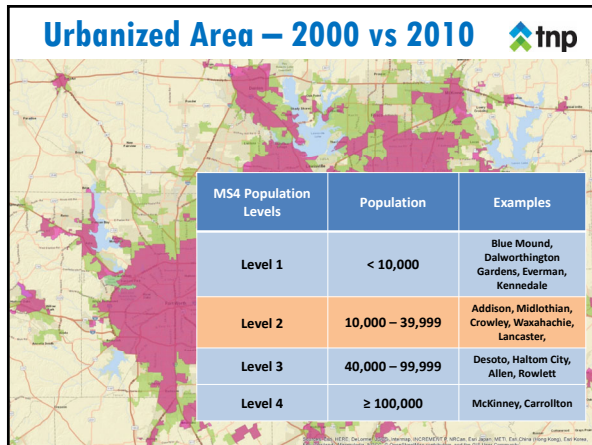 Urbanized Area – 2000 vs 2010
tnp
MS4 Population
Levels
Population
Examples
Level 1
< 10,000
Blue Mound,
Dalworthington
Gardens, Everman,
Kennedale
Level 2
10,000 – 39,999
Addison, Midlothian,
Crowley, Waxahachie,
Lancaster,
Level 3
40,000 – 99,999
Desoto, Haltom City,
Allen, Rowlett
Level 4
≥ 100,000
McKinney, Carrollton